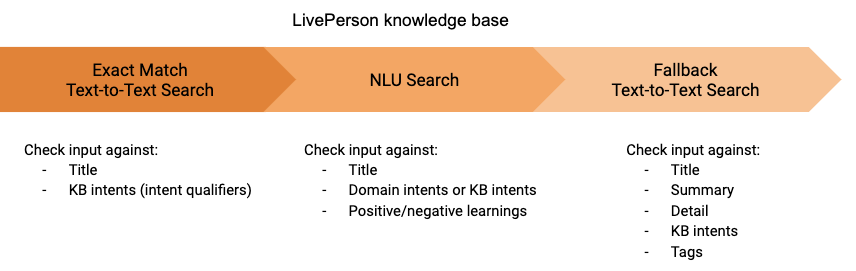 LivePerson knowledge base
Exact Match
Text-to-Text Search
NLU Search
Fallback
Text-to-Text Search
Check input against:
- Title
- KB intents (intent qualifiers)
Check input against:
- Title
- Domain intents or KB intents
- Positive/negative learnings
Check input against:
- Title
- Summary
- Detail
- KB intents
- Tags